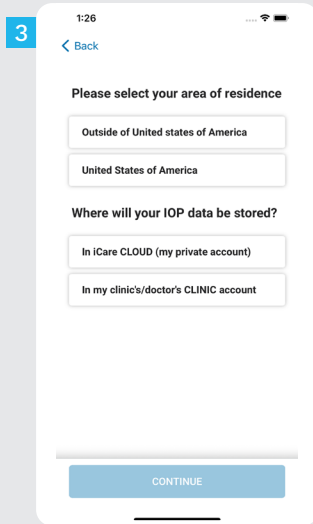 3
1:26
Back
Please select your area of residence
Outside of United states of America
United States of America
Where will your IOP data be stored?
In iCare CLOUD (my private account)
In my clinic's/doctor's CLINIC account
CONTINUE